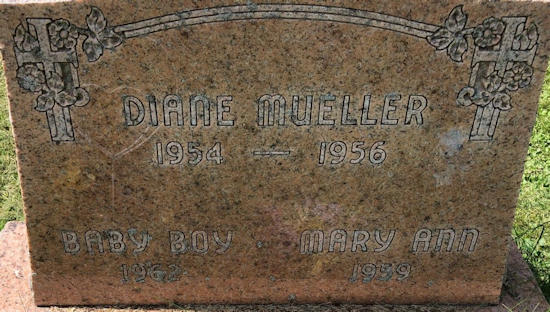 DIANE MUELLER
1954 — 1956
BABY BOY · MARY ANN
1962 1959